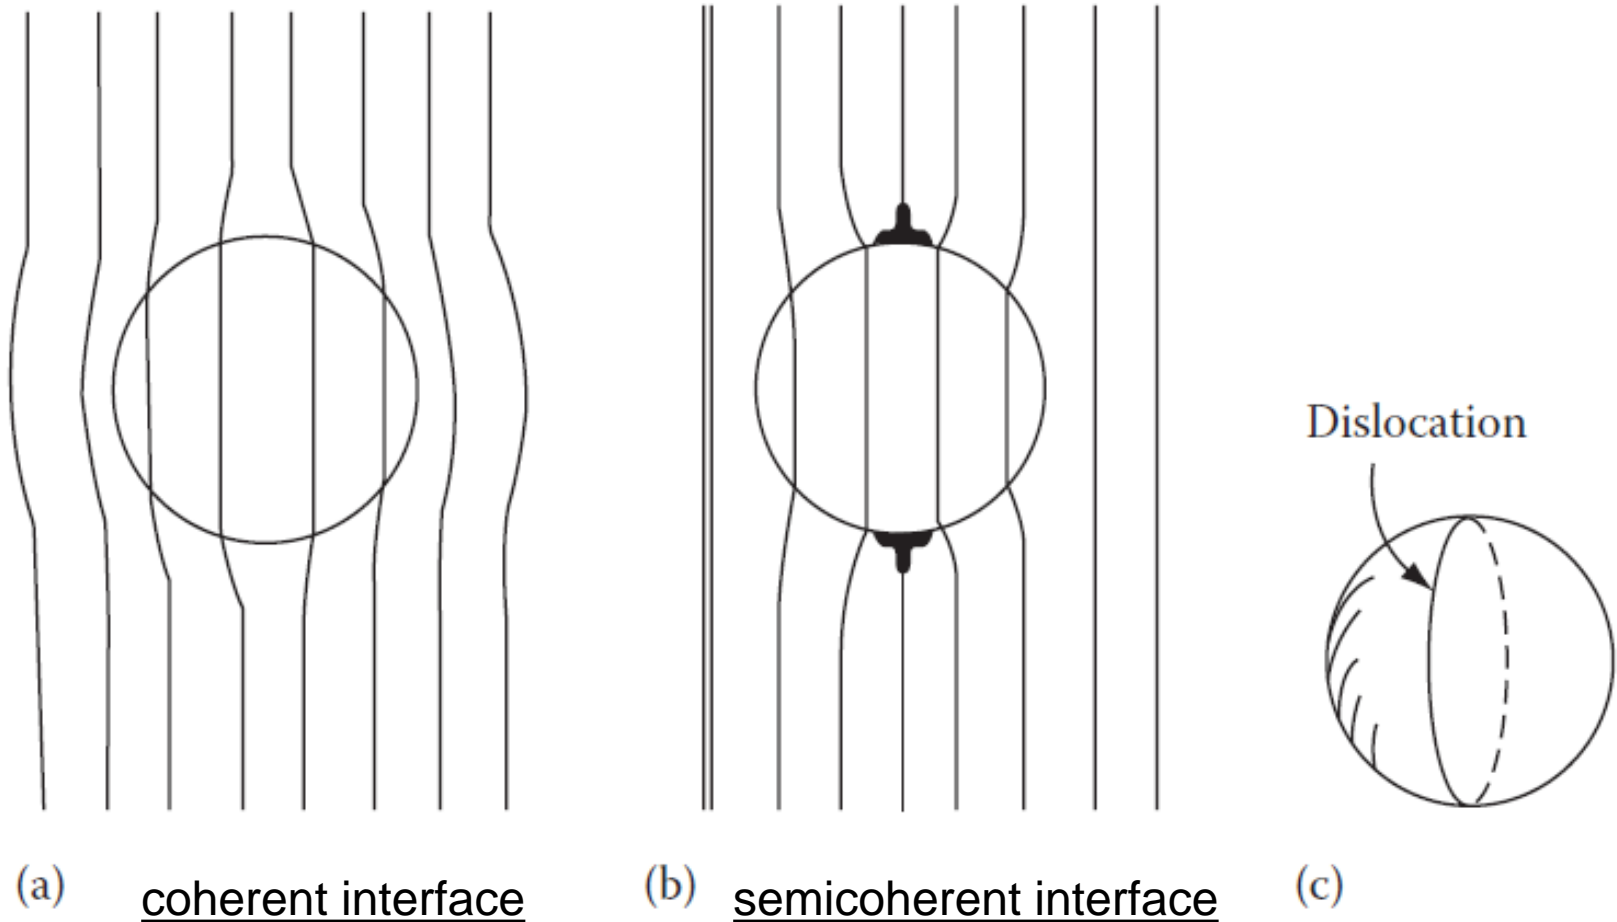 Dislocation
(a) coherent interface (b) semicoherent interface (c)